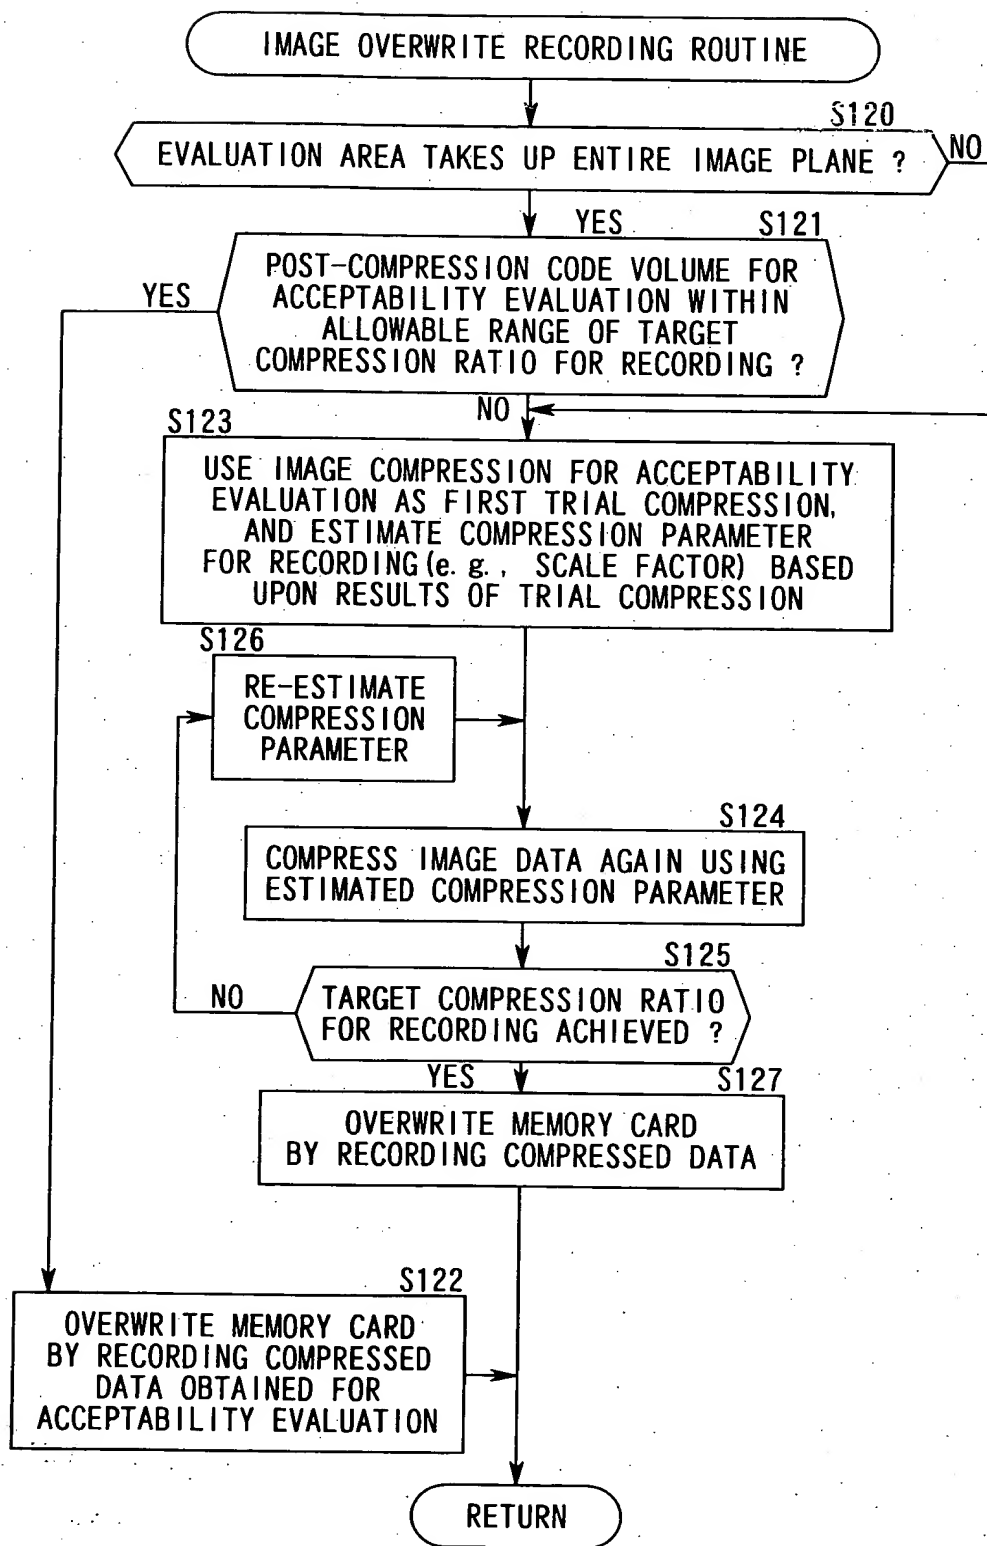 IMAGE OVERWRITE RECORDING ROUTINE
S120
EVALUATION AREA TAKES UP ENTIRE IMAGE PLANE ?
NO
YES
S121
POST-COMPRESSION CODE VOLUME FOR
ACCEPTABILITY EVALUATION WITHIN
ALLOWABLE RANGE OF TARGET
COMPRESSION RATIO FOR RECORDING ?
YES
NO
S123
USE IMAGE COMPRESSION FOR ACCEPTABILITY
EVALUATION AS FIRST TRIAL COMPRESSION,
AND ESTIMATE COMPRESSION PARAMETER
FOR RECORDING (e. g., SCALE FACTOR) BASED
UPON RESULTS OF TRIAL COMPRESSION
S126
RE-ESTIMATE
COMPRESSION
PARAMETER
S124
COMPRESS IMAGE DATA AGAIN USING
ESTIMATED COMPRESSION PARAMETER
S125
TARGET COMPRESSION RATIO
FOR RECORDING ACHIEVED ?
NO
YES
S127
OVERWRITE MEMORY CARD
BY RECORDING COMPRESSED DATA
S122
OVERWRITE MEMORY CARD
BY RECORDING COMPRESSED
DATA OBTAINED FOR
ACCEPTABILITY EVALUATION
RETURN